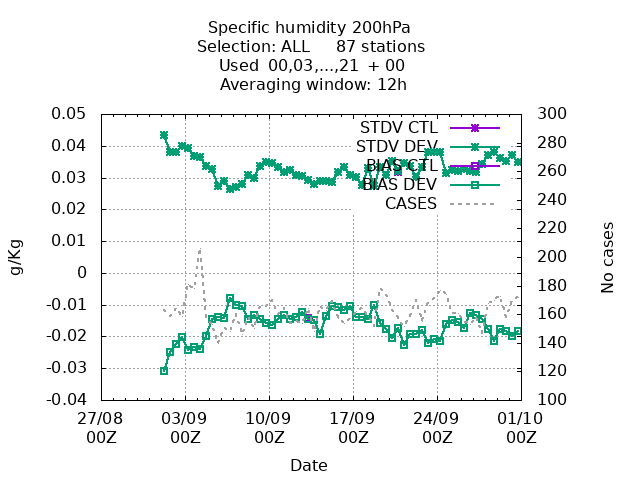 Specific humidity 200hPa
Selection: ALL 87 stations
Used 00,03,...,21 + 00
Averaging window: 12h
0.05
0.04
0.03
0.02
0.01
0
-0.01
-0.02
-0.03
-0.04
g/Kg
300
280
260
240
220
200
180
160
140
120
100
No cases
STDV CTL
STDV DEV
BIAS CTL
BIAS DEV
CASES
27/08 03/09 10/09 17/09 24/09 01/10
00Z 00Z 00Z 00Z 00Z 00Z
Date